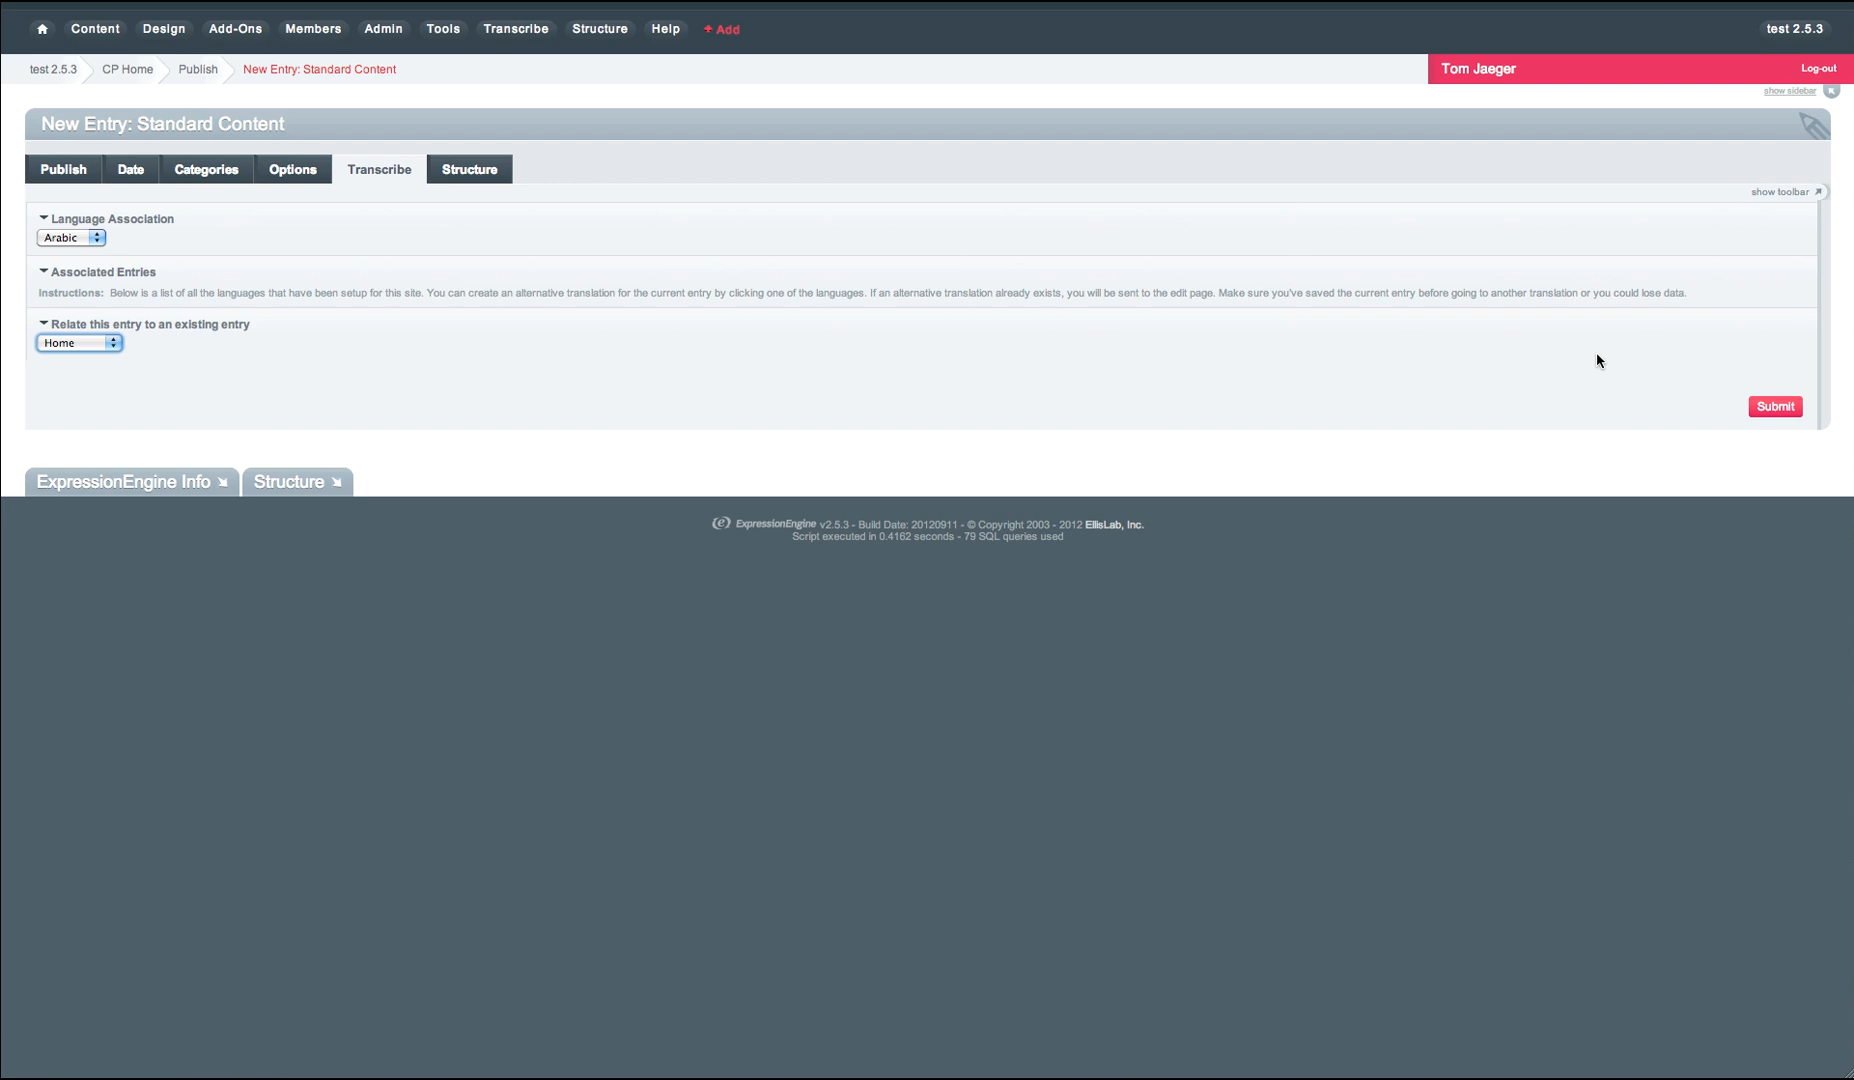 Content Design Add-Ons Members Admin Tools Transcribe Structure Help + Add test 2.5.3
test 2.5.3 CP Home Publish New Entry: Standard Content Tom Jaeger Log-out
show sidebar
New Entry: Standard Content
Publish Date Categories Options Transcribe Structure
show toolbar
Language Association
Arabic
Associated Entries
Instructions: Below is a list of all the languages that have been setup for this site. You can create an alternative translation for the current entry by clicking one of the languages. If an alternative translation already exists, you will be sent to the edit page. Make sure you've saved the current entry before going to another translation or you could lose data.
Relate this entry to an existing entry
Home
Submit
ExpressionEngine Info Structure
ExpressionEngine v2.5.3 - Build Date: 20120911 - © Copyright 2003 - 2012 EllisLab, Inc.
Script executed in 0.4162 seconds - 79 SQL queries used